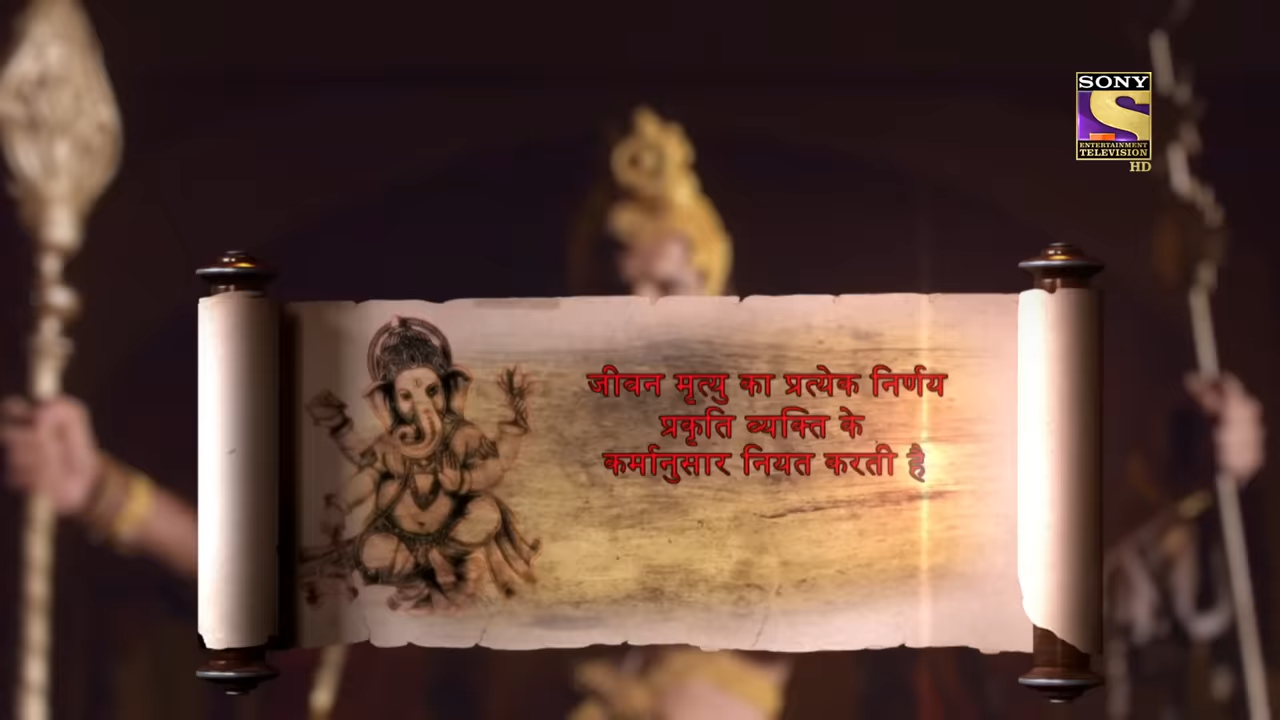 SONY
ENTERTAINMENT
TELEVISION
HD
जीवन मृत्यु का प्रत्येक निर्णय
प्रकृति व्यक्ति के
कर्मानुसार नियत करती है